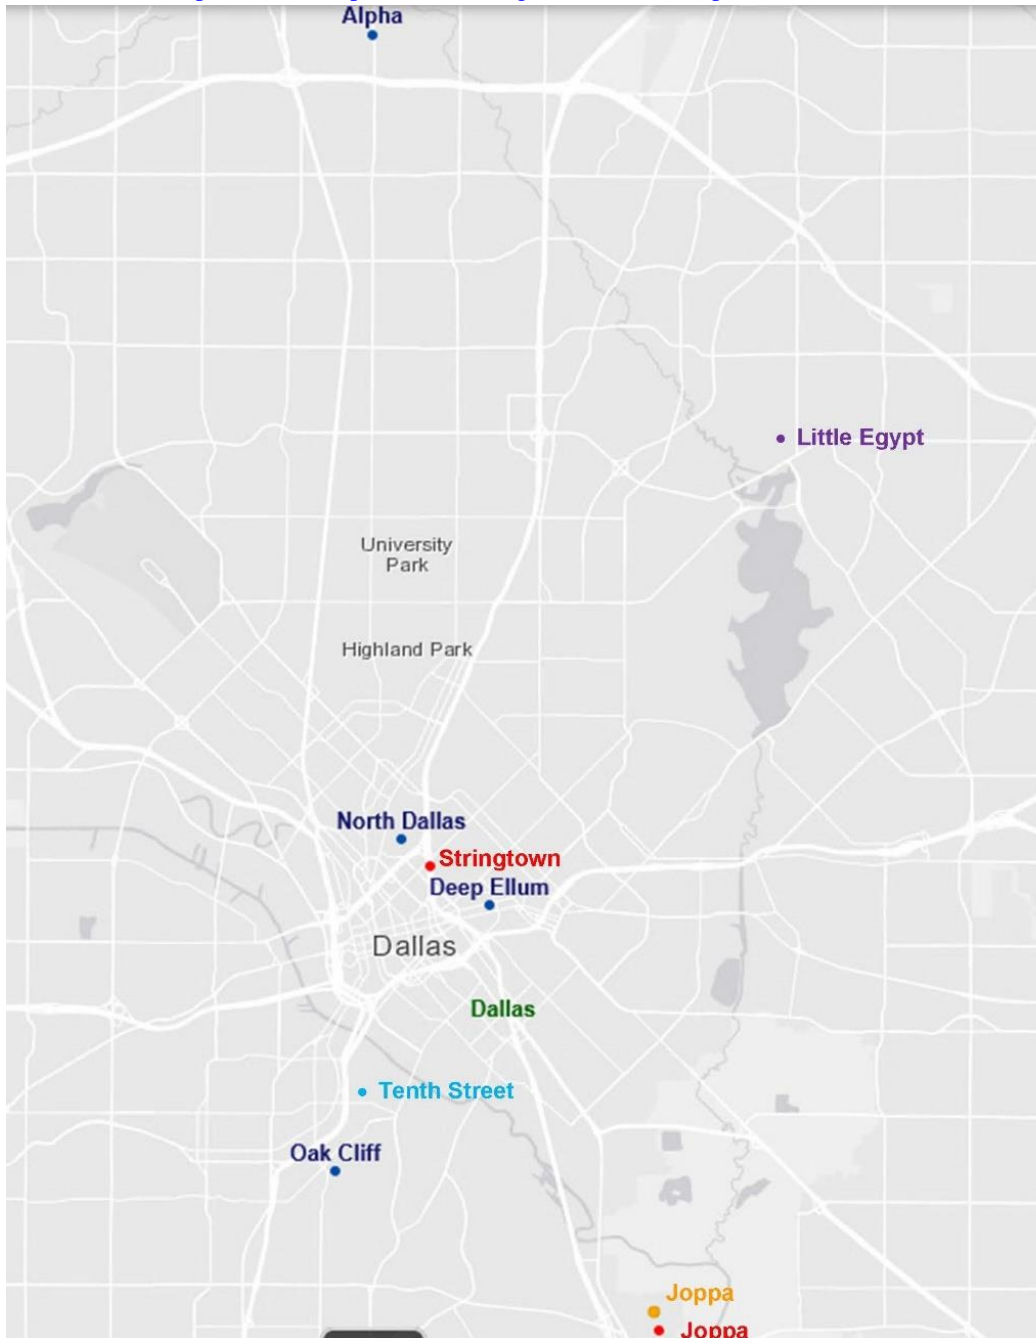 Alpha
Little Egypt
University
Park
Highland Park
North Dallas
Stringtown
Deep Ellum
Dallas
Dallas
Tenth Street
Oak Cliff
Joppa
Joppa